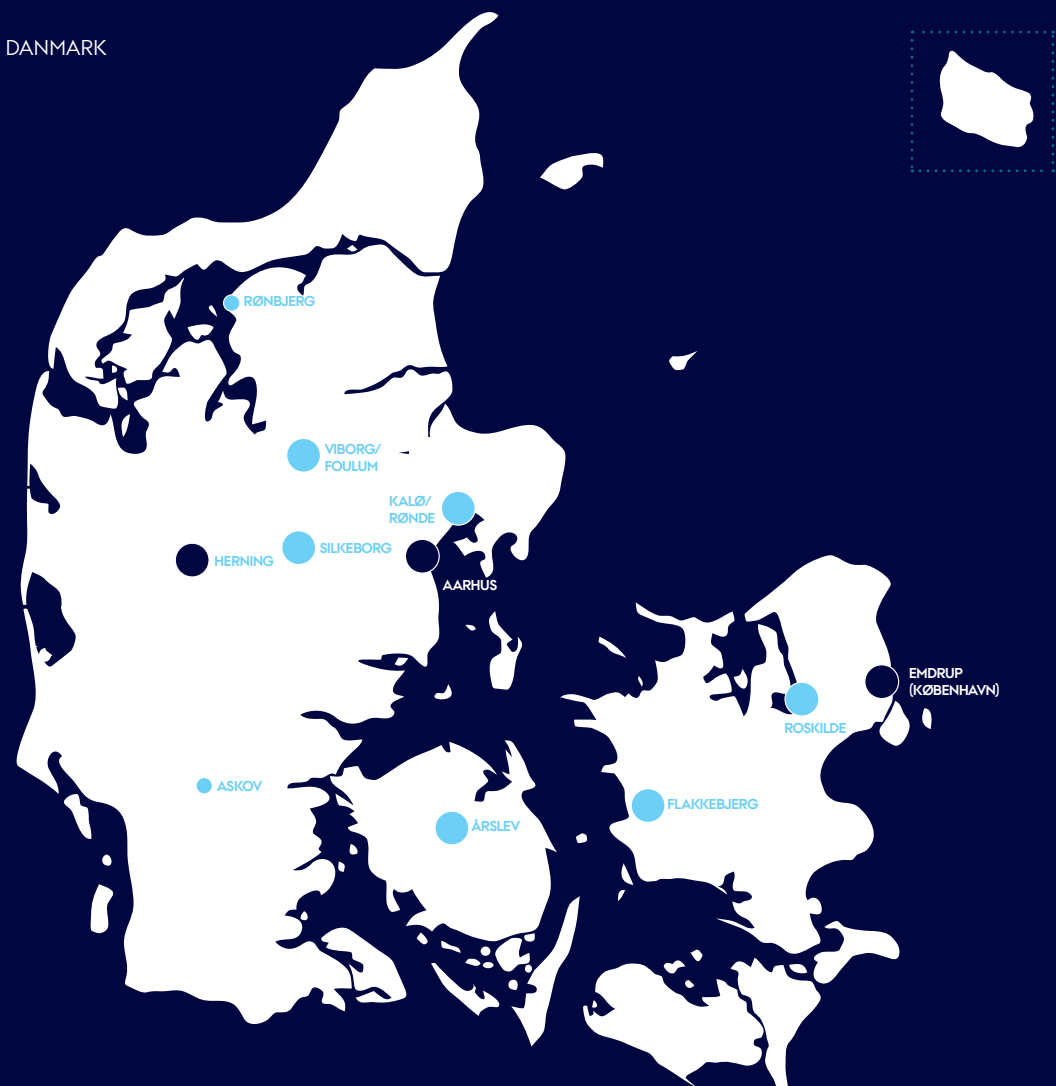 DANMARK
RØNBJERG
VIBORG/
FOULUM
KALØ/
RØNDE
SILKEBORG
HERNING
AARHUS
EMDRUP
(KØBENHAVN)
ROSKILDE
ASKOV
FLAKKEBJERG
ÅRSLEV